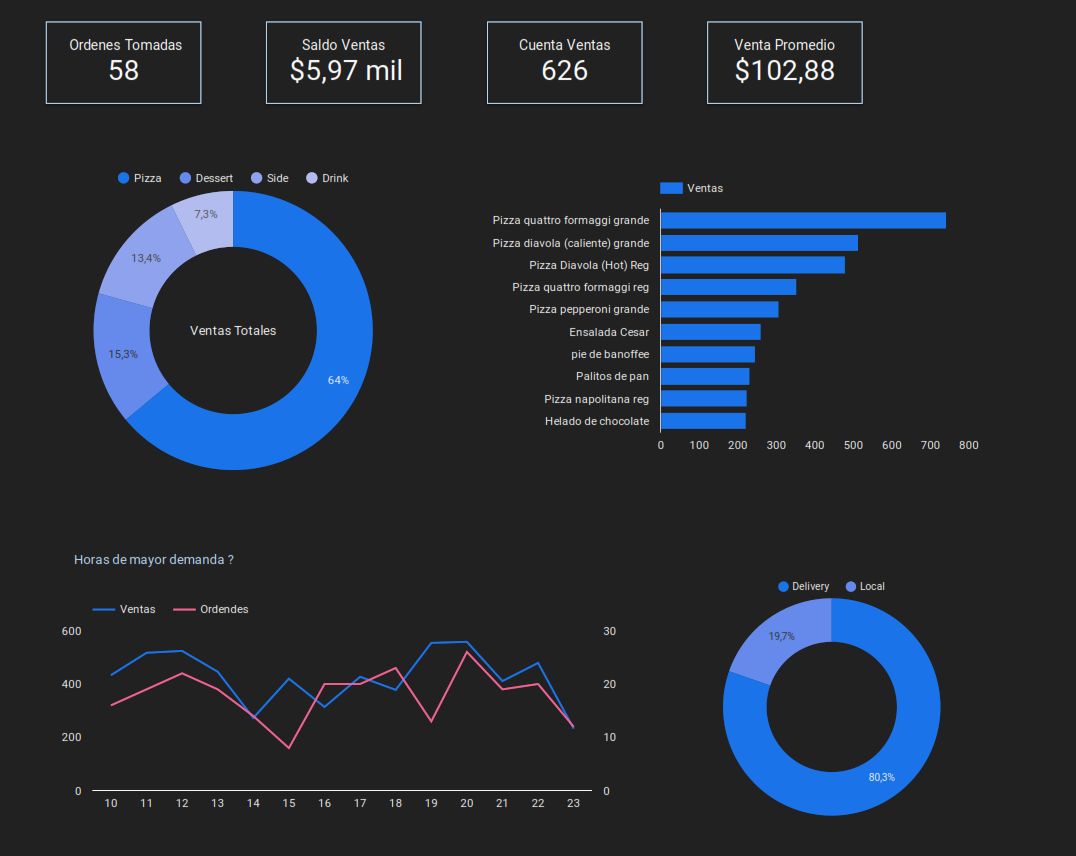 Ordenes Tomadas
58
Saldo Ventas
$5,97 mil
Cuenta Ventas
626
Venta Promedio
$102,88
Pizza Dessert Side Drink
7,3%
13,4%
15,3%
64%
Ventas Totales
Ventas
Pizza quattro formaggi grande
Pizza diavola (caliente) grande
Pizza Diavola (Hot) Reg
Pizza quattro formaggi reg
Pizza pepperoni grande
Ensalada Cesar
pie de banoffee
Palitos de pan
Pizza napolitana reg
Helado de chocolate
0 100 200 300 400 500 600 700 800
Horas de mayor demanda ?
Ventas Ordendes
600
400
200
0
30
20
10
0
10 11 12 13 14 15 16 17 18 19 20 21 22 23
Delivery Local
19,7%
80,3%